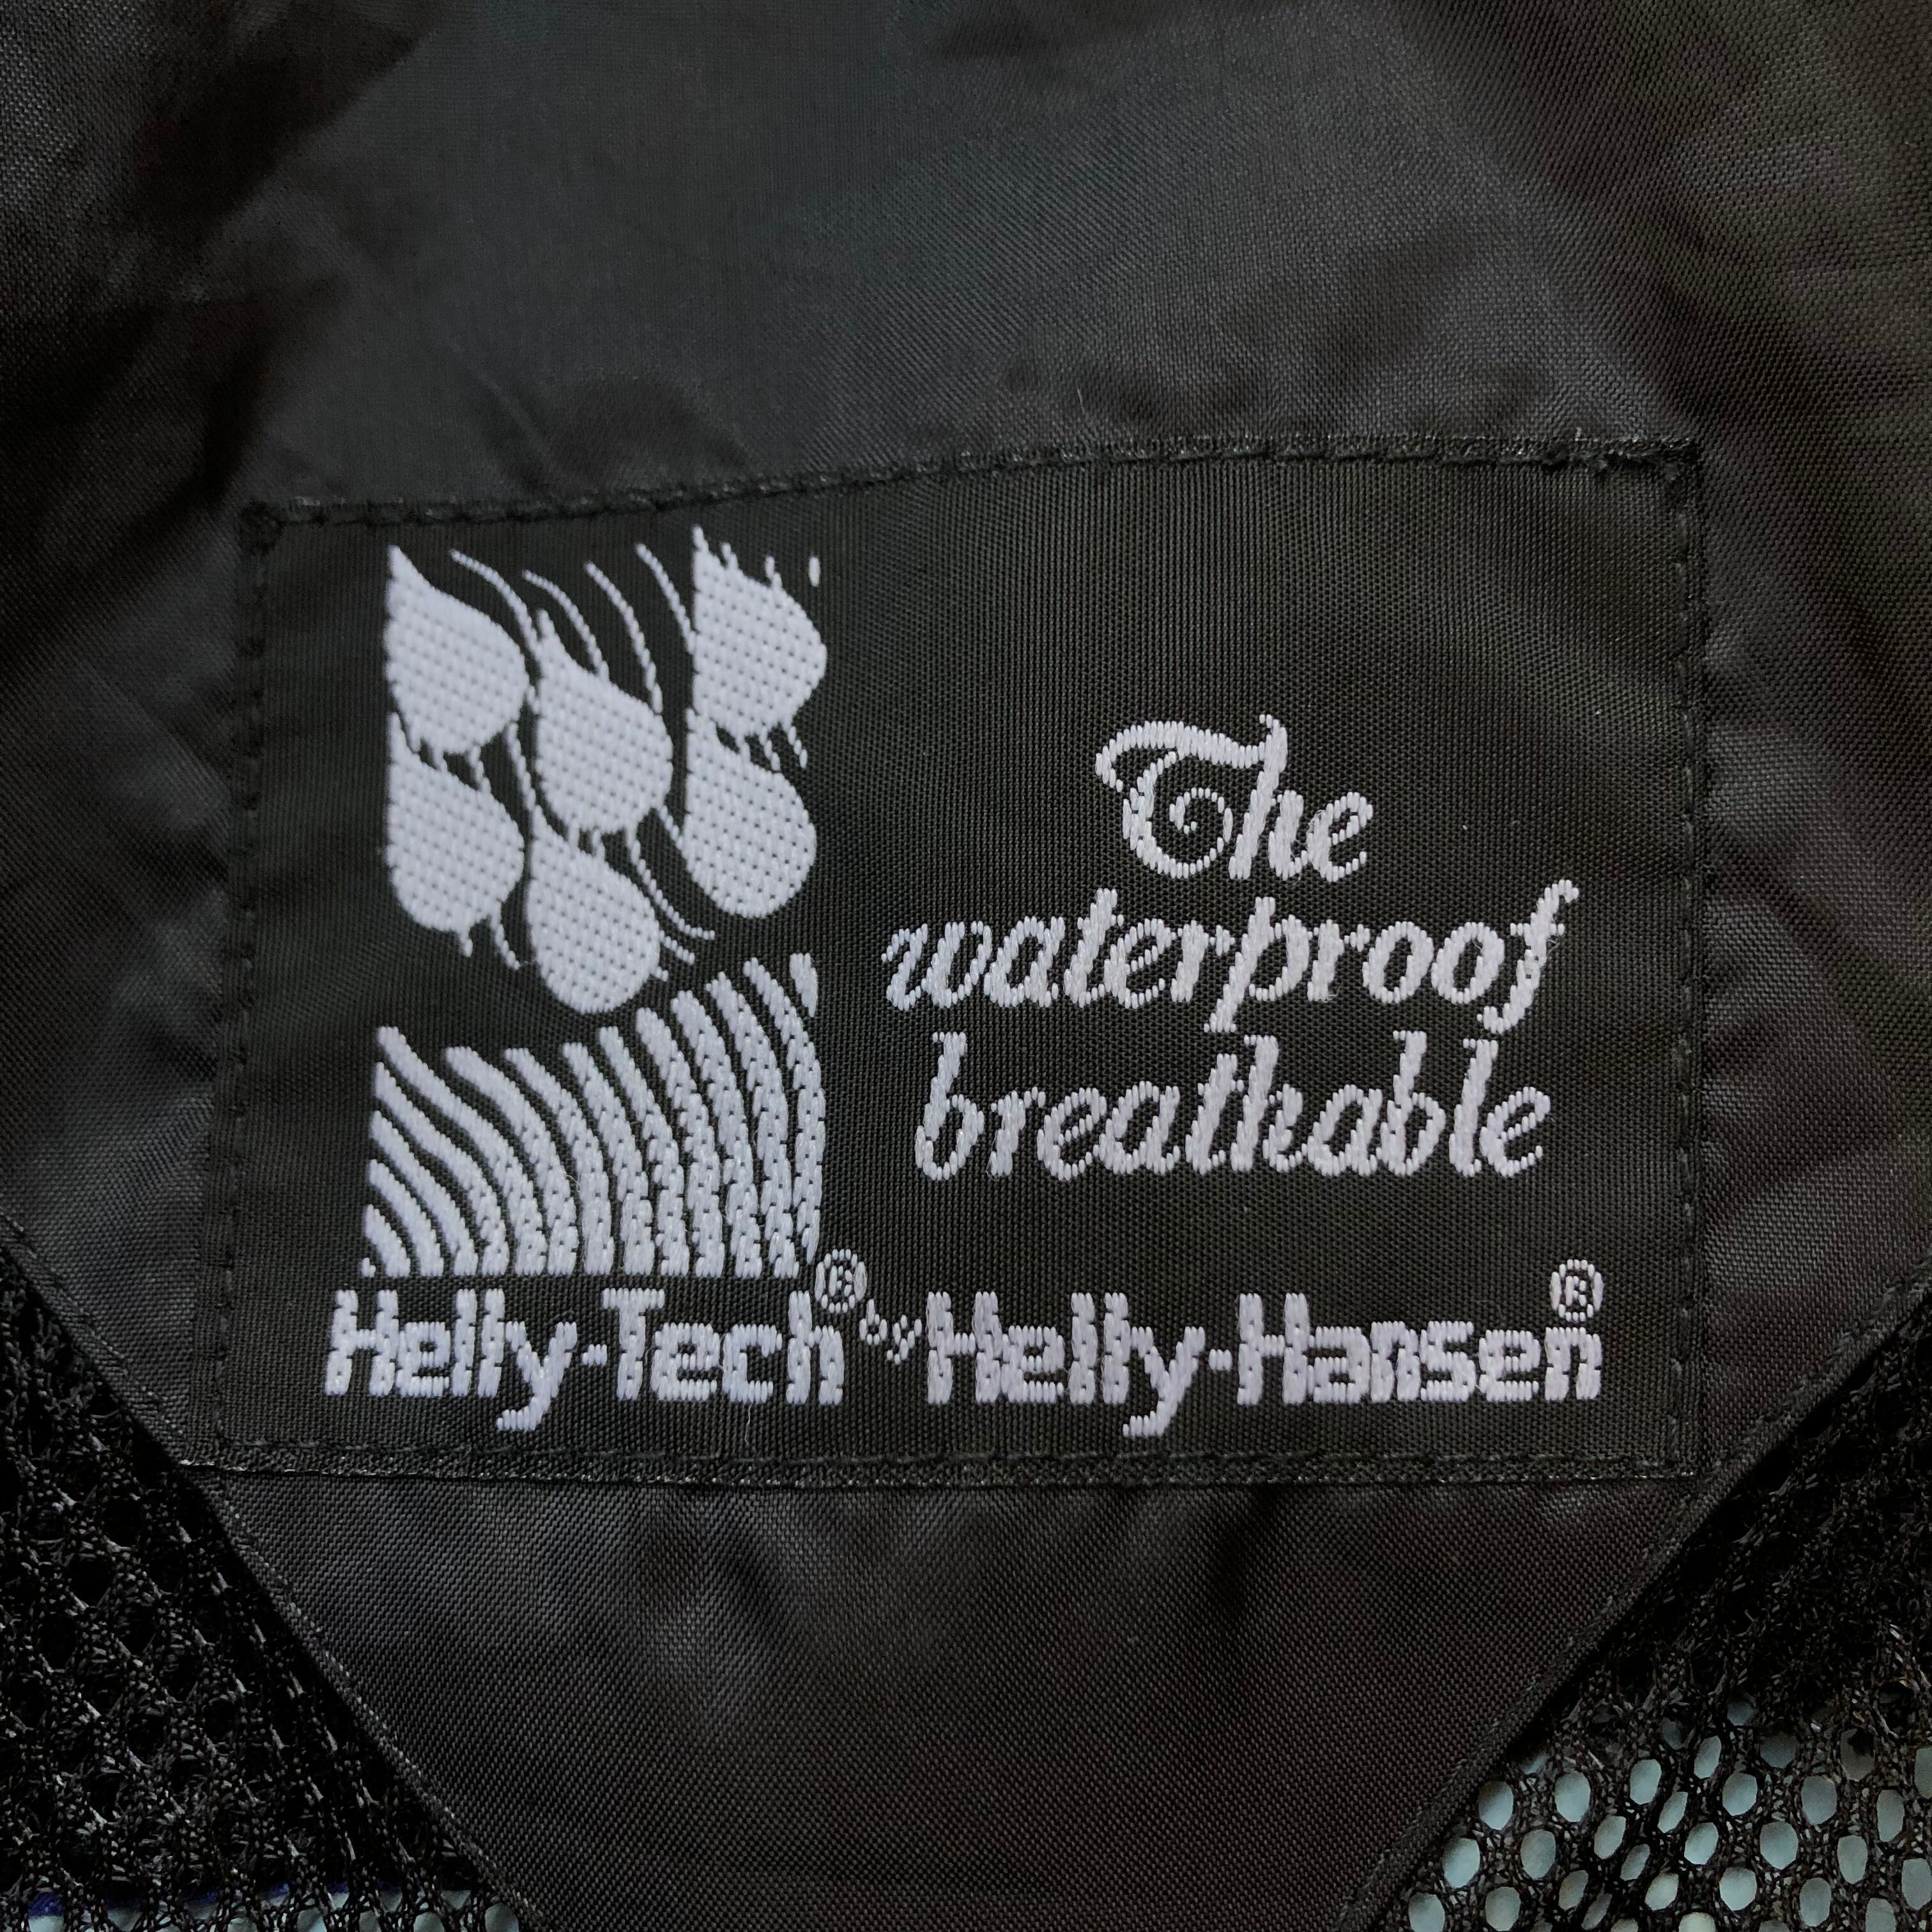 The
waterproof
breathable
Helly-Tech® by Helly-Hansen®